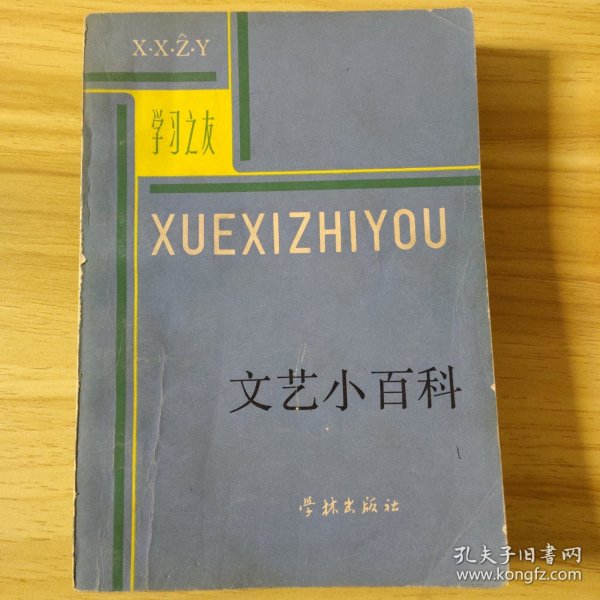 X·X·Ẑ·Y
学习之友
XUEXIZHIYOU
文艺小百科
学林出版社
孔夫子旧书网
www.kongfz.com